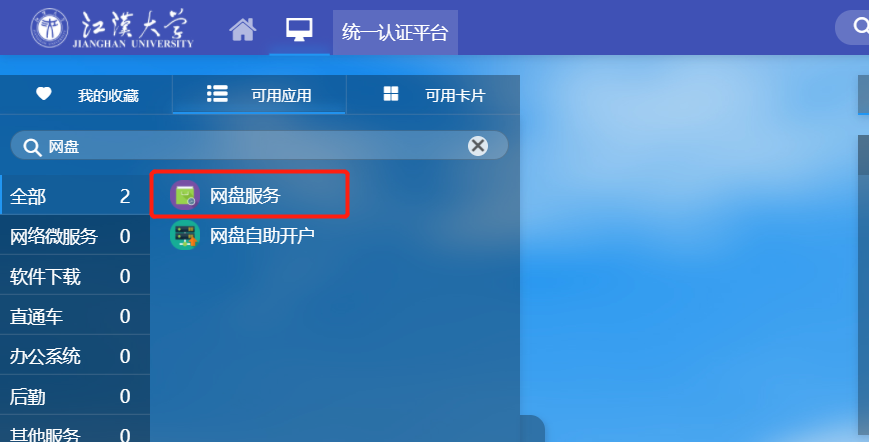 江漢大学
JIANGHAN UNIVERSITY
统一认证平台
我的收藏
可用应用
可用卡片
网盘
全部 2
网盘服务
网络微服务 0
网盘自助开户
软件下载 0
直通车 0
办公系统 0
后勤 0
其他服务 0